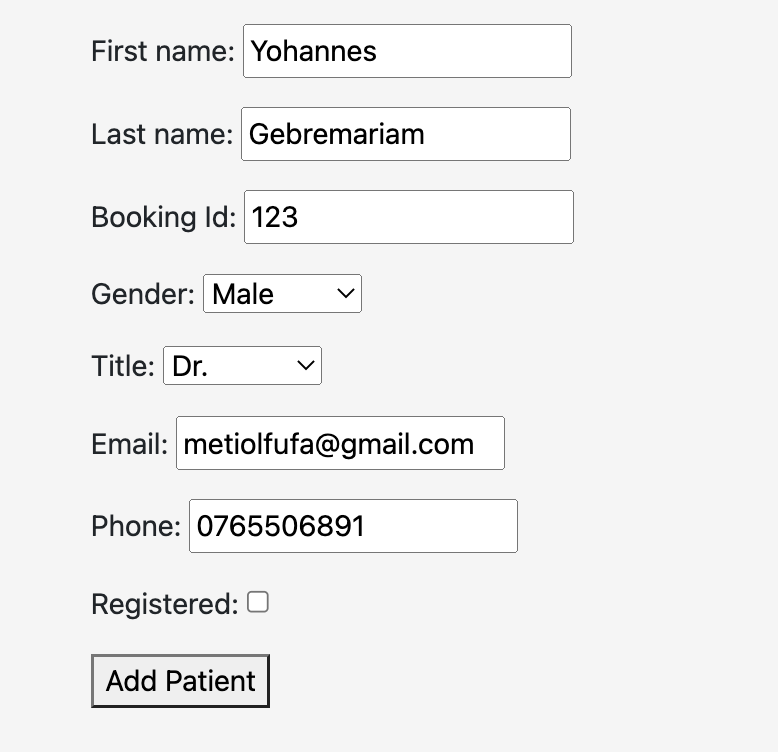 First name: Yohannes
Last name: Gebremariam
Booking Id: 123
Gender: Male
Title: Dr.
Email: metiolfufa@gmail.com
Phone: 0765506891
Registered:
Add Patient